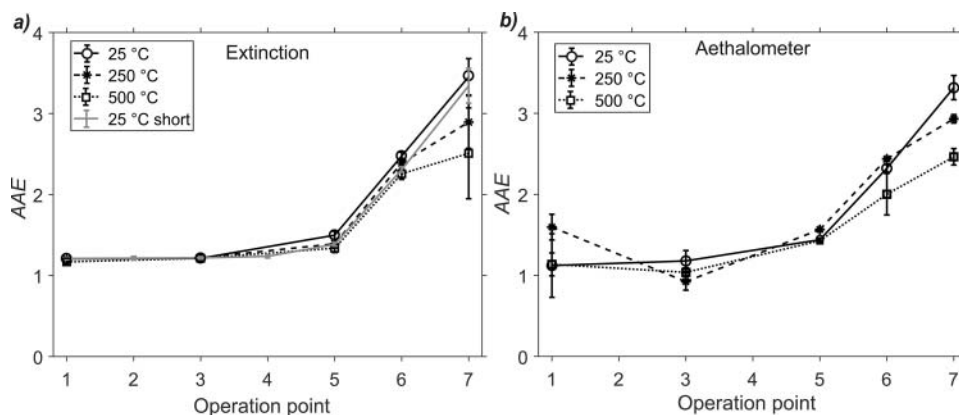 a)
Extinction
25 °C
250 °C
500 °C
25 °C short
AAE
4
3
2
1
0
1 2 3 4 5 6 7
Operation point
b)
Aethalometer
25 °C
250 °C
500 °C
AAE
4
3
2
1
0
1 2 3 4 5 6 7
Operation point